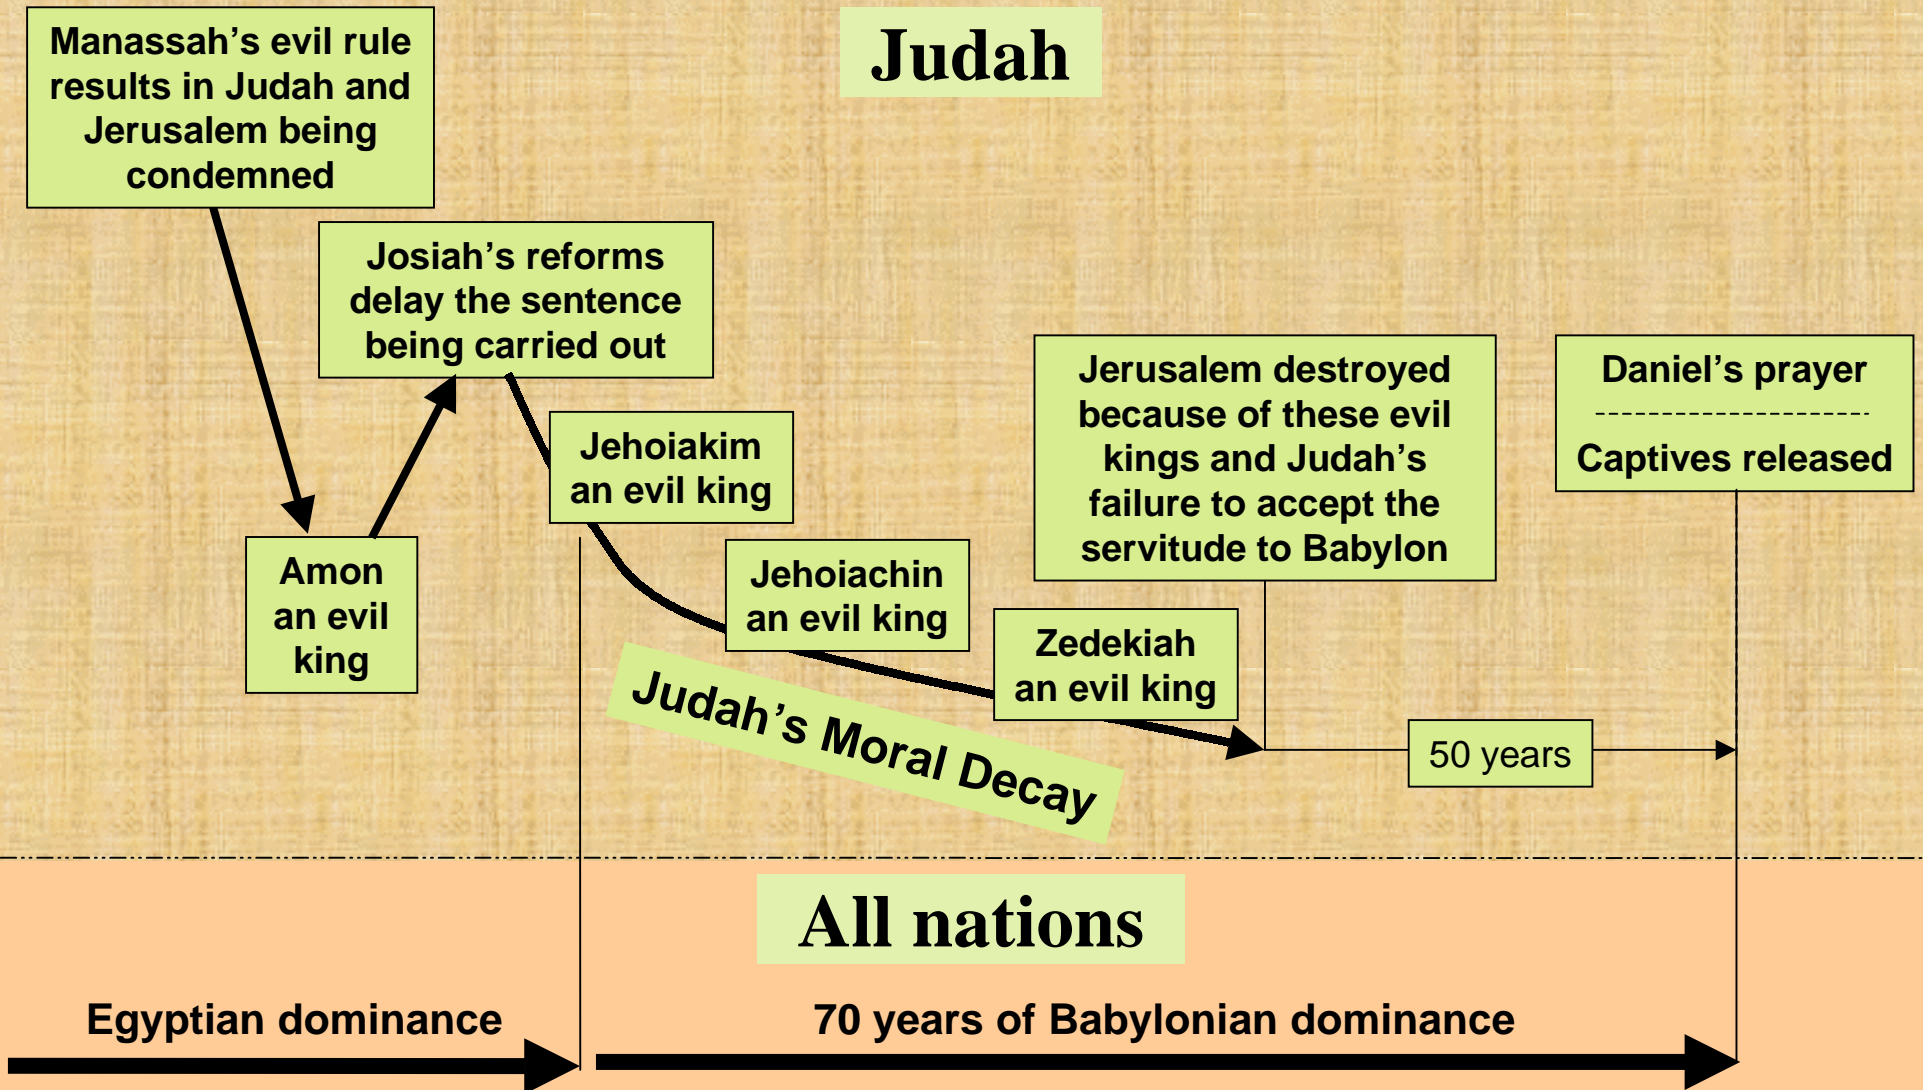 Judah
Manassah’s evil rule
results in Judah and
Jerusalem being
condemned
Josiah’s reforms
delay the sentence
being carried out
Amon
an evil
king
Jehoiakim
an evil king
Jehoiachin
an evil king
Zedekiah
an evil king
Judah’s Moral Decay
Jerusalem destroyed
because of these evil
kings and Judah’s
failure to accept the
servitude to Babylon
Daniel’s prayer
Captives released
50 years
All nations
Egyptian dominance
70 years of Babylonian dominance